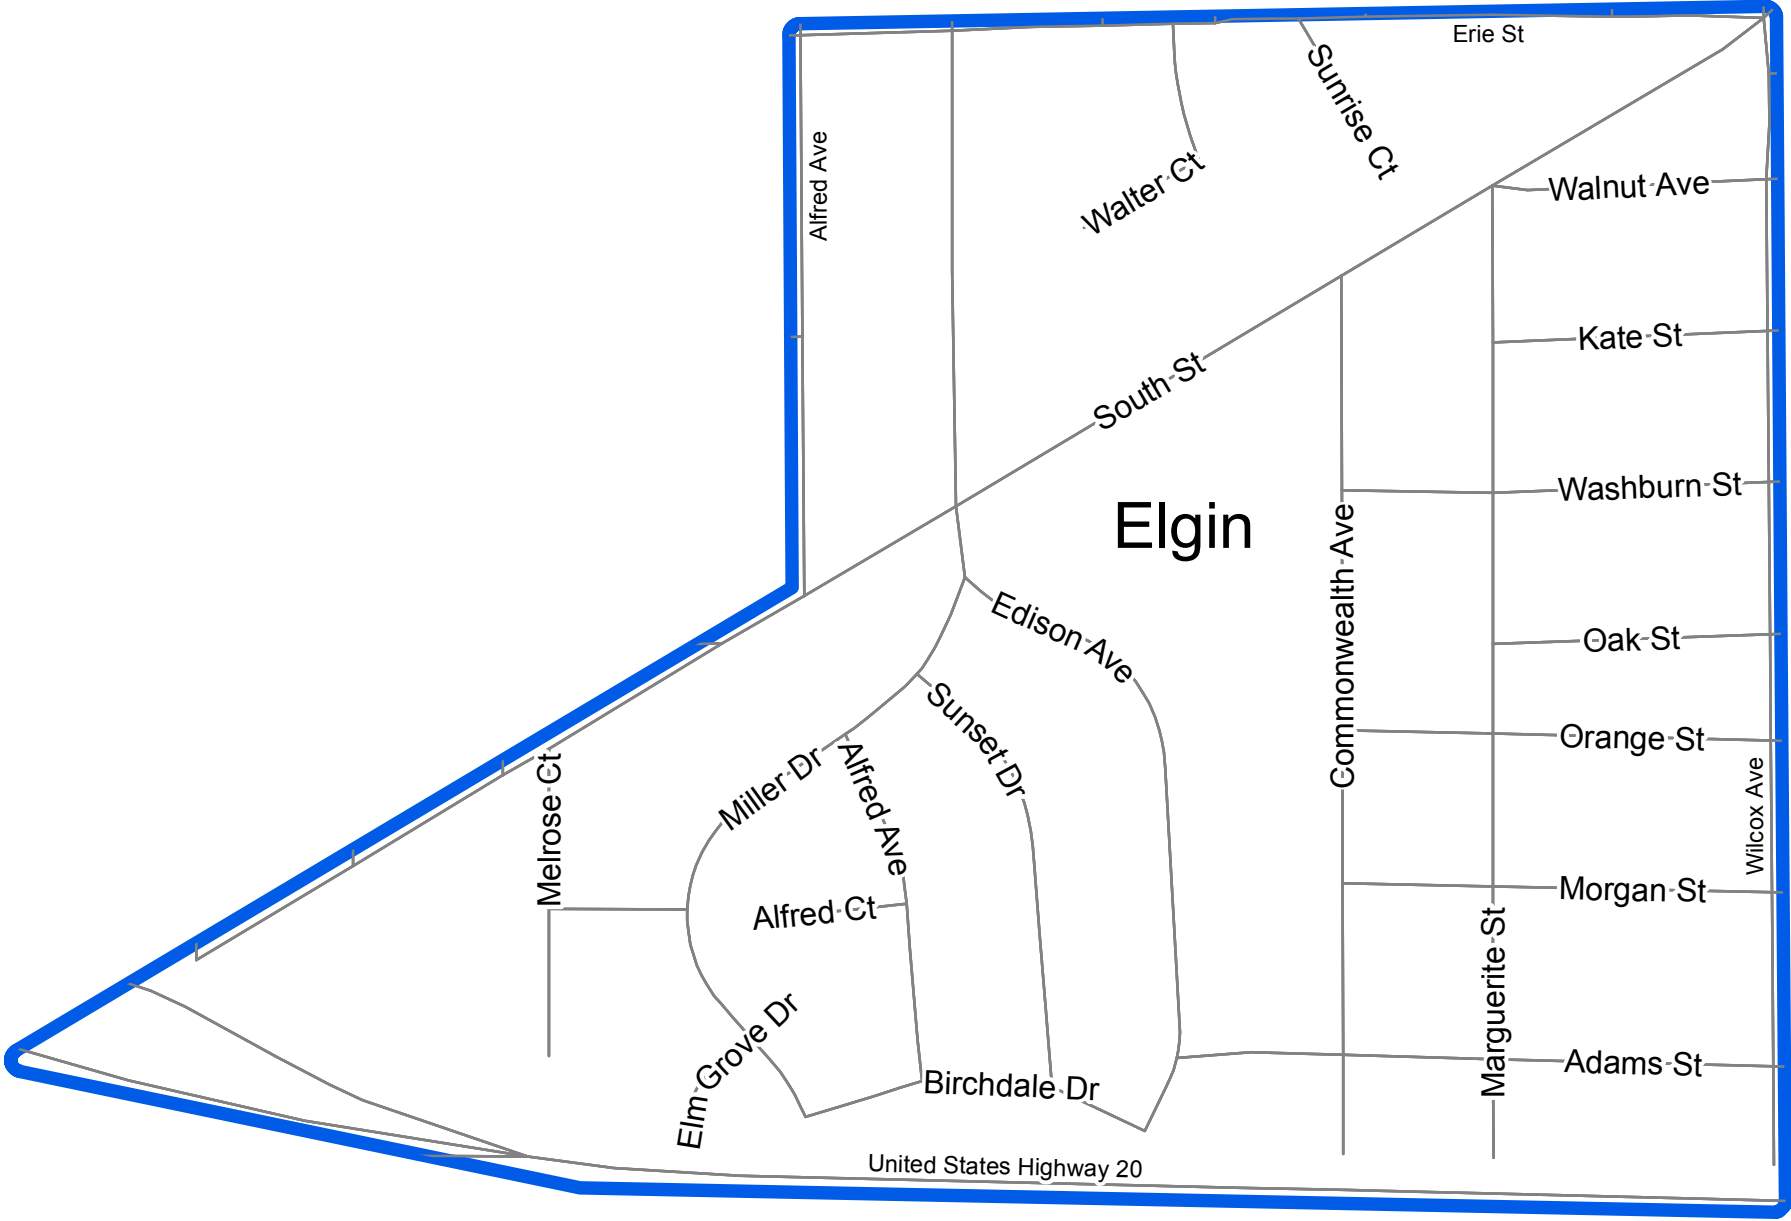 Erie St
Sunrise Ct
Alfred Ave
Walter Ct
Walnut Ave
Kate St
South St
Washburn St
Elgin
Commonwealth Ave
Edison Ave
Oak St
Sunset Dr
Orange St
Miller Dr
Alfred Ave
Melrose Ct
Wilcox Ave
Alfred Ct
Morgan St
Marguerite St
Elm Grove Dr
Birchdale Dr
Adams St
United States Highway 20